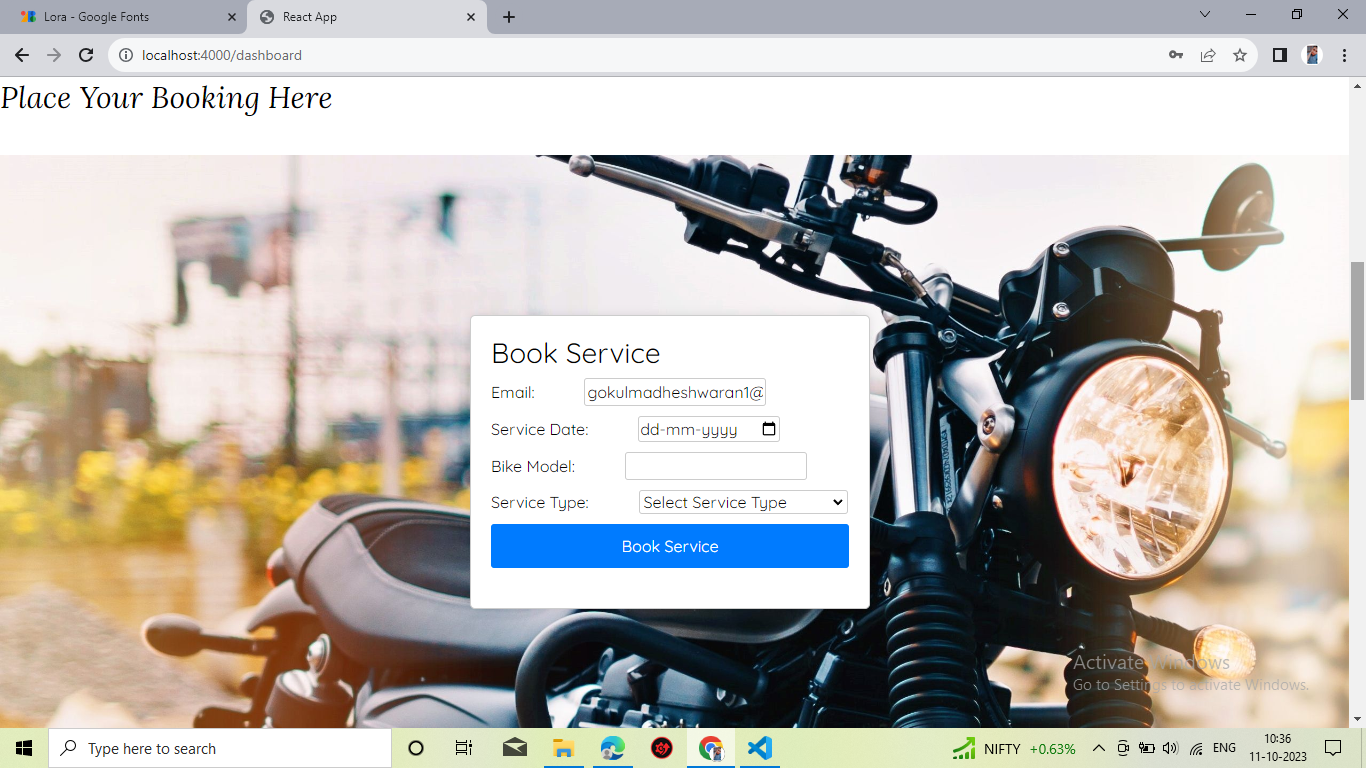 Lora - Google Fonts
React App
localhost:4000/dashboard
Place Your Booking Here
Book Service
Email: gokulmadheshwaran1@
Service Date: dd-mm-yyyy
Bike Model:
Service Type: Select Service Type
Book Service
Activate Windows
Go to Settings to activate Windows.
Type here to search
NIFTY +0.63%
ENG
10:36
11-10-2023